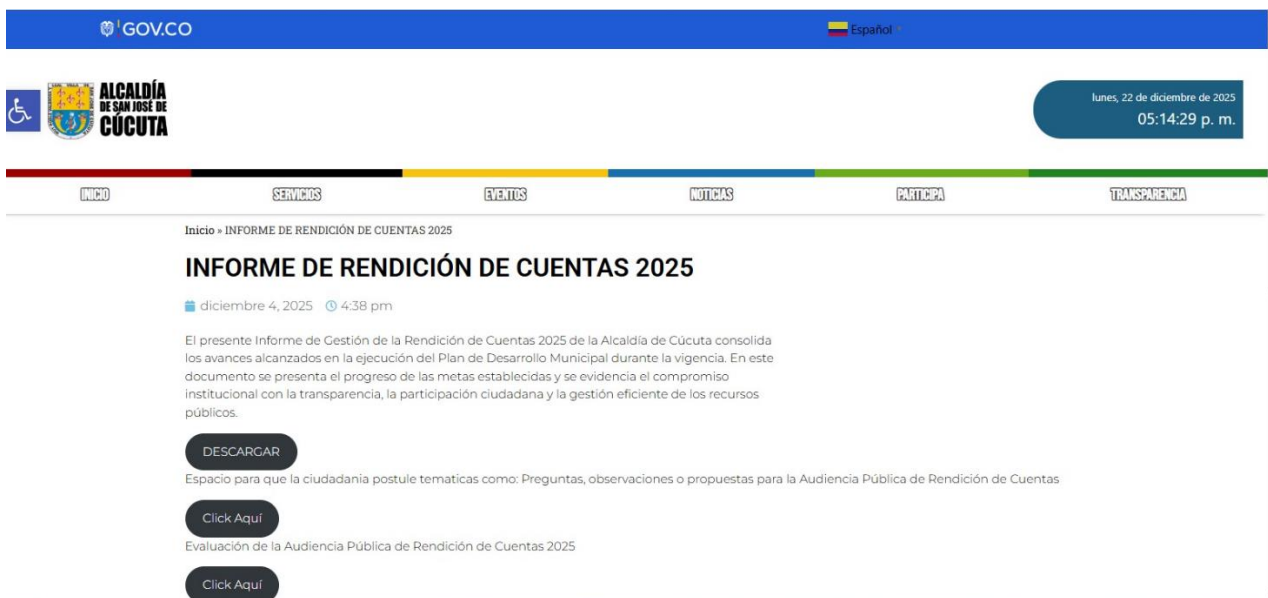 GOV.CO
Español
ALCALDÍA
DE SAN JOSÉ DE
CÚCUTA
lunes, 22 de diciembre de 2025
05:14:29 p. m.
INICIO
SERVICIOS
EVENTOS
NOTICIAS
PARTICIPA
TRANSPARENCIA
Inicio » INFORME DE RENDICIÓN DE CUENTAS 2025
INFORME DE RENDICIÓN DE CUENTAS 2025
diciembre 4, 2025 4:38 pm
El presente Informe de Gestión de la Rendición de Cuentas 2025 de la Alcaldía de Cúcuta consolida
los avances alcanzados en la ejecución del Plan de Desarrollo Municipal durante la vigencia. En este
documento se presenta el progreso de las metas establecidas y se evidencia el compromiso
institucional con la transparencia, la participación ciudadana y la gestión eficiente de los recursos
públicos.
DESCARGAR
Espacio para que la ciudadania postule tematicas como: Preguntas, observaciones o propuestas para la Audiencia Pública de Rendición de Cuentas
Click Aquí
Evaluación de la Audiencia Pública de Rendición de Cuentas 2025
Click Aquí